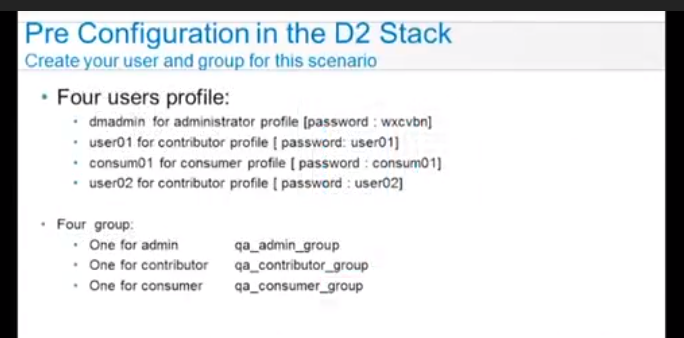 Pre Configuration in the D2 Stack
Create your user and group for this scenario
• Four users profile:
• dmadmin for administrator profile [password : wxcvbn]
• user01 for contributor profile [ password: user01]
• consum01 for consumer profile [ password : consum01]
• user02 for contributor profile [ password : user02]
• Four group:
• One for admin qa_admin_group
• One for contributor qa_contributor_group
• One for consumer qa_consumer_group